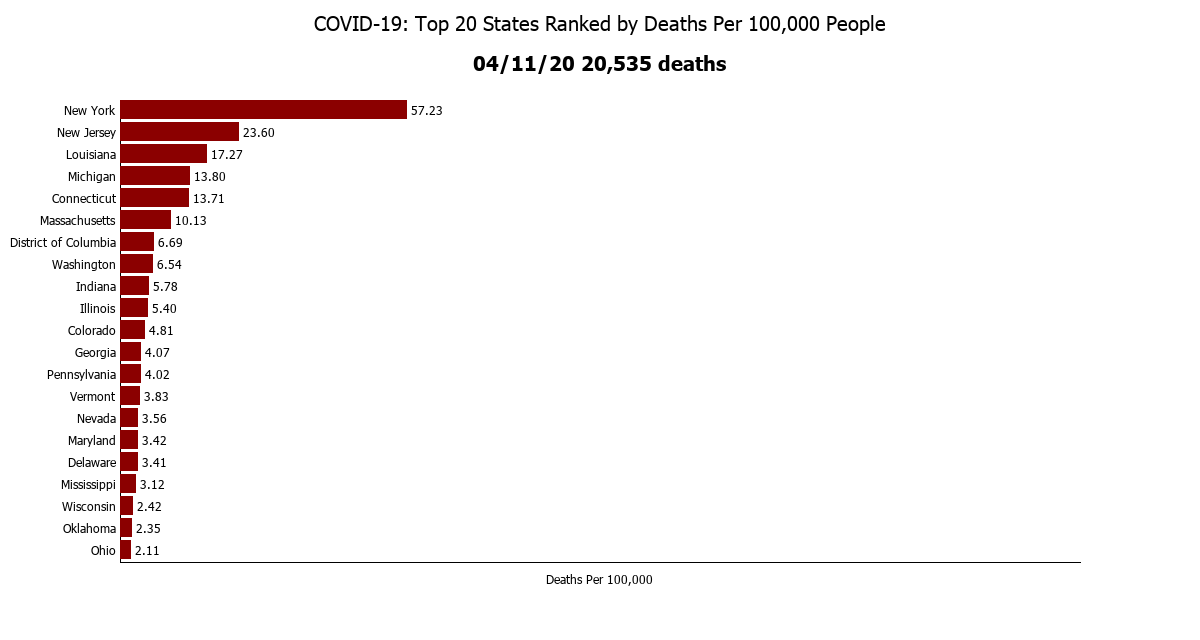 COVID-19: Top 20 States Ranked by Deaths Per 100,000 People
04/11/20 20,535 deaths
New York 57.23
New Jersey 23.60
Louisiana 17.27
Michigan 13.80
Connecticut 13.71
Massachusetts 10.13
District of Columbia 6.69
Washington 6.54
Indiana 5.78
Illinois 5.40
Colorado 4.81
Georgia 4.07
Pennsylvania 4.02
Vermont 3.83
Nevada 3.56
Maryland 3.42
Delaware 3.41
Mississippi 3.12
Wisconsin 2.42
Oklahoma 2.35
Ohio 2.11
Deaths Per 100,000